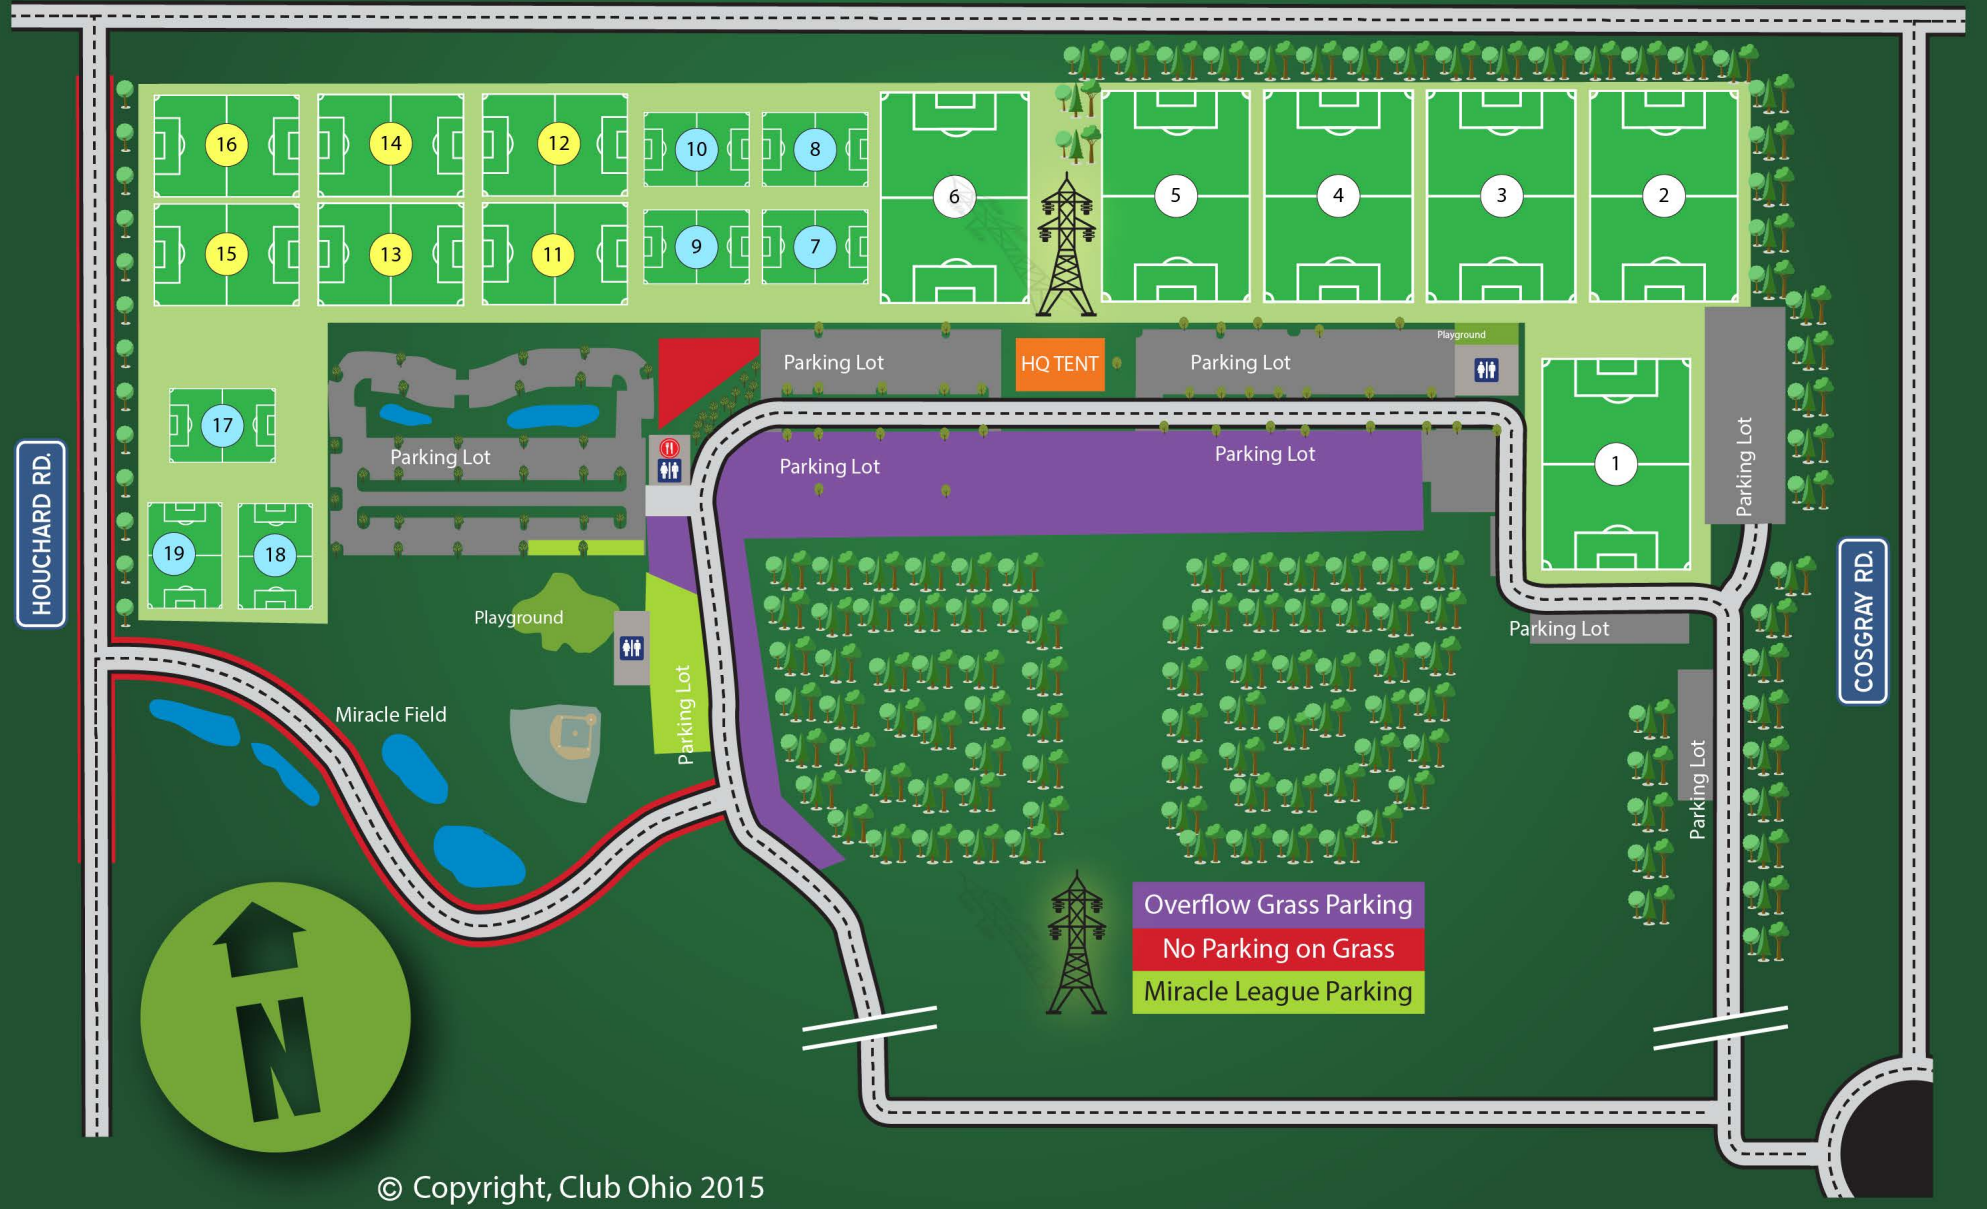 16
14
12
10
8
6
5
4
3
2
15
13
11
9
7
Playground
Parking Lot
HQ TENT
Parking Lot
17
Parking Lot
Parking Lot
Parking Lot
1
Parking Lot
HOUCHARD RD.
19
18
Playground
Parking Lot
COSGRAY RD.
Parking Lot
Miracle Field
Parking Lot
Overflow Grass Parking
No Parking on Grass
Miracle League Parking
N
© Copyright, Club Ohio 2015